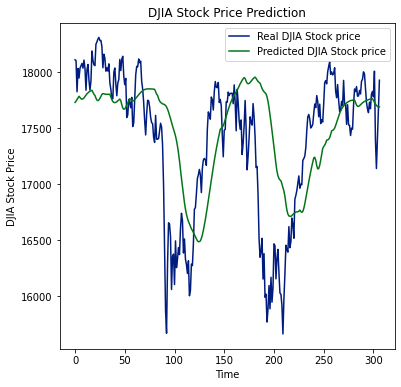 DJIA Stock Price Prediction
Real DJIA Stock price
Predicted DJIA Stock price
DJIA Stock Price
18000
17500
17000
16500
16000
0 50 100 150 200 250 300
Time